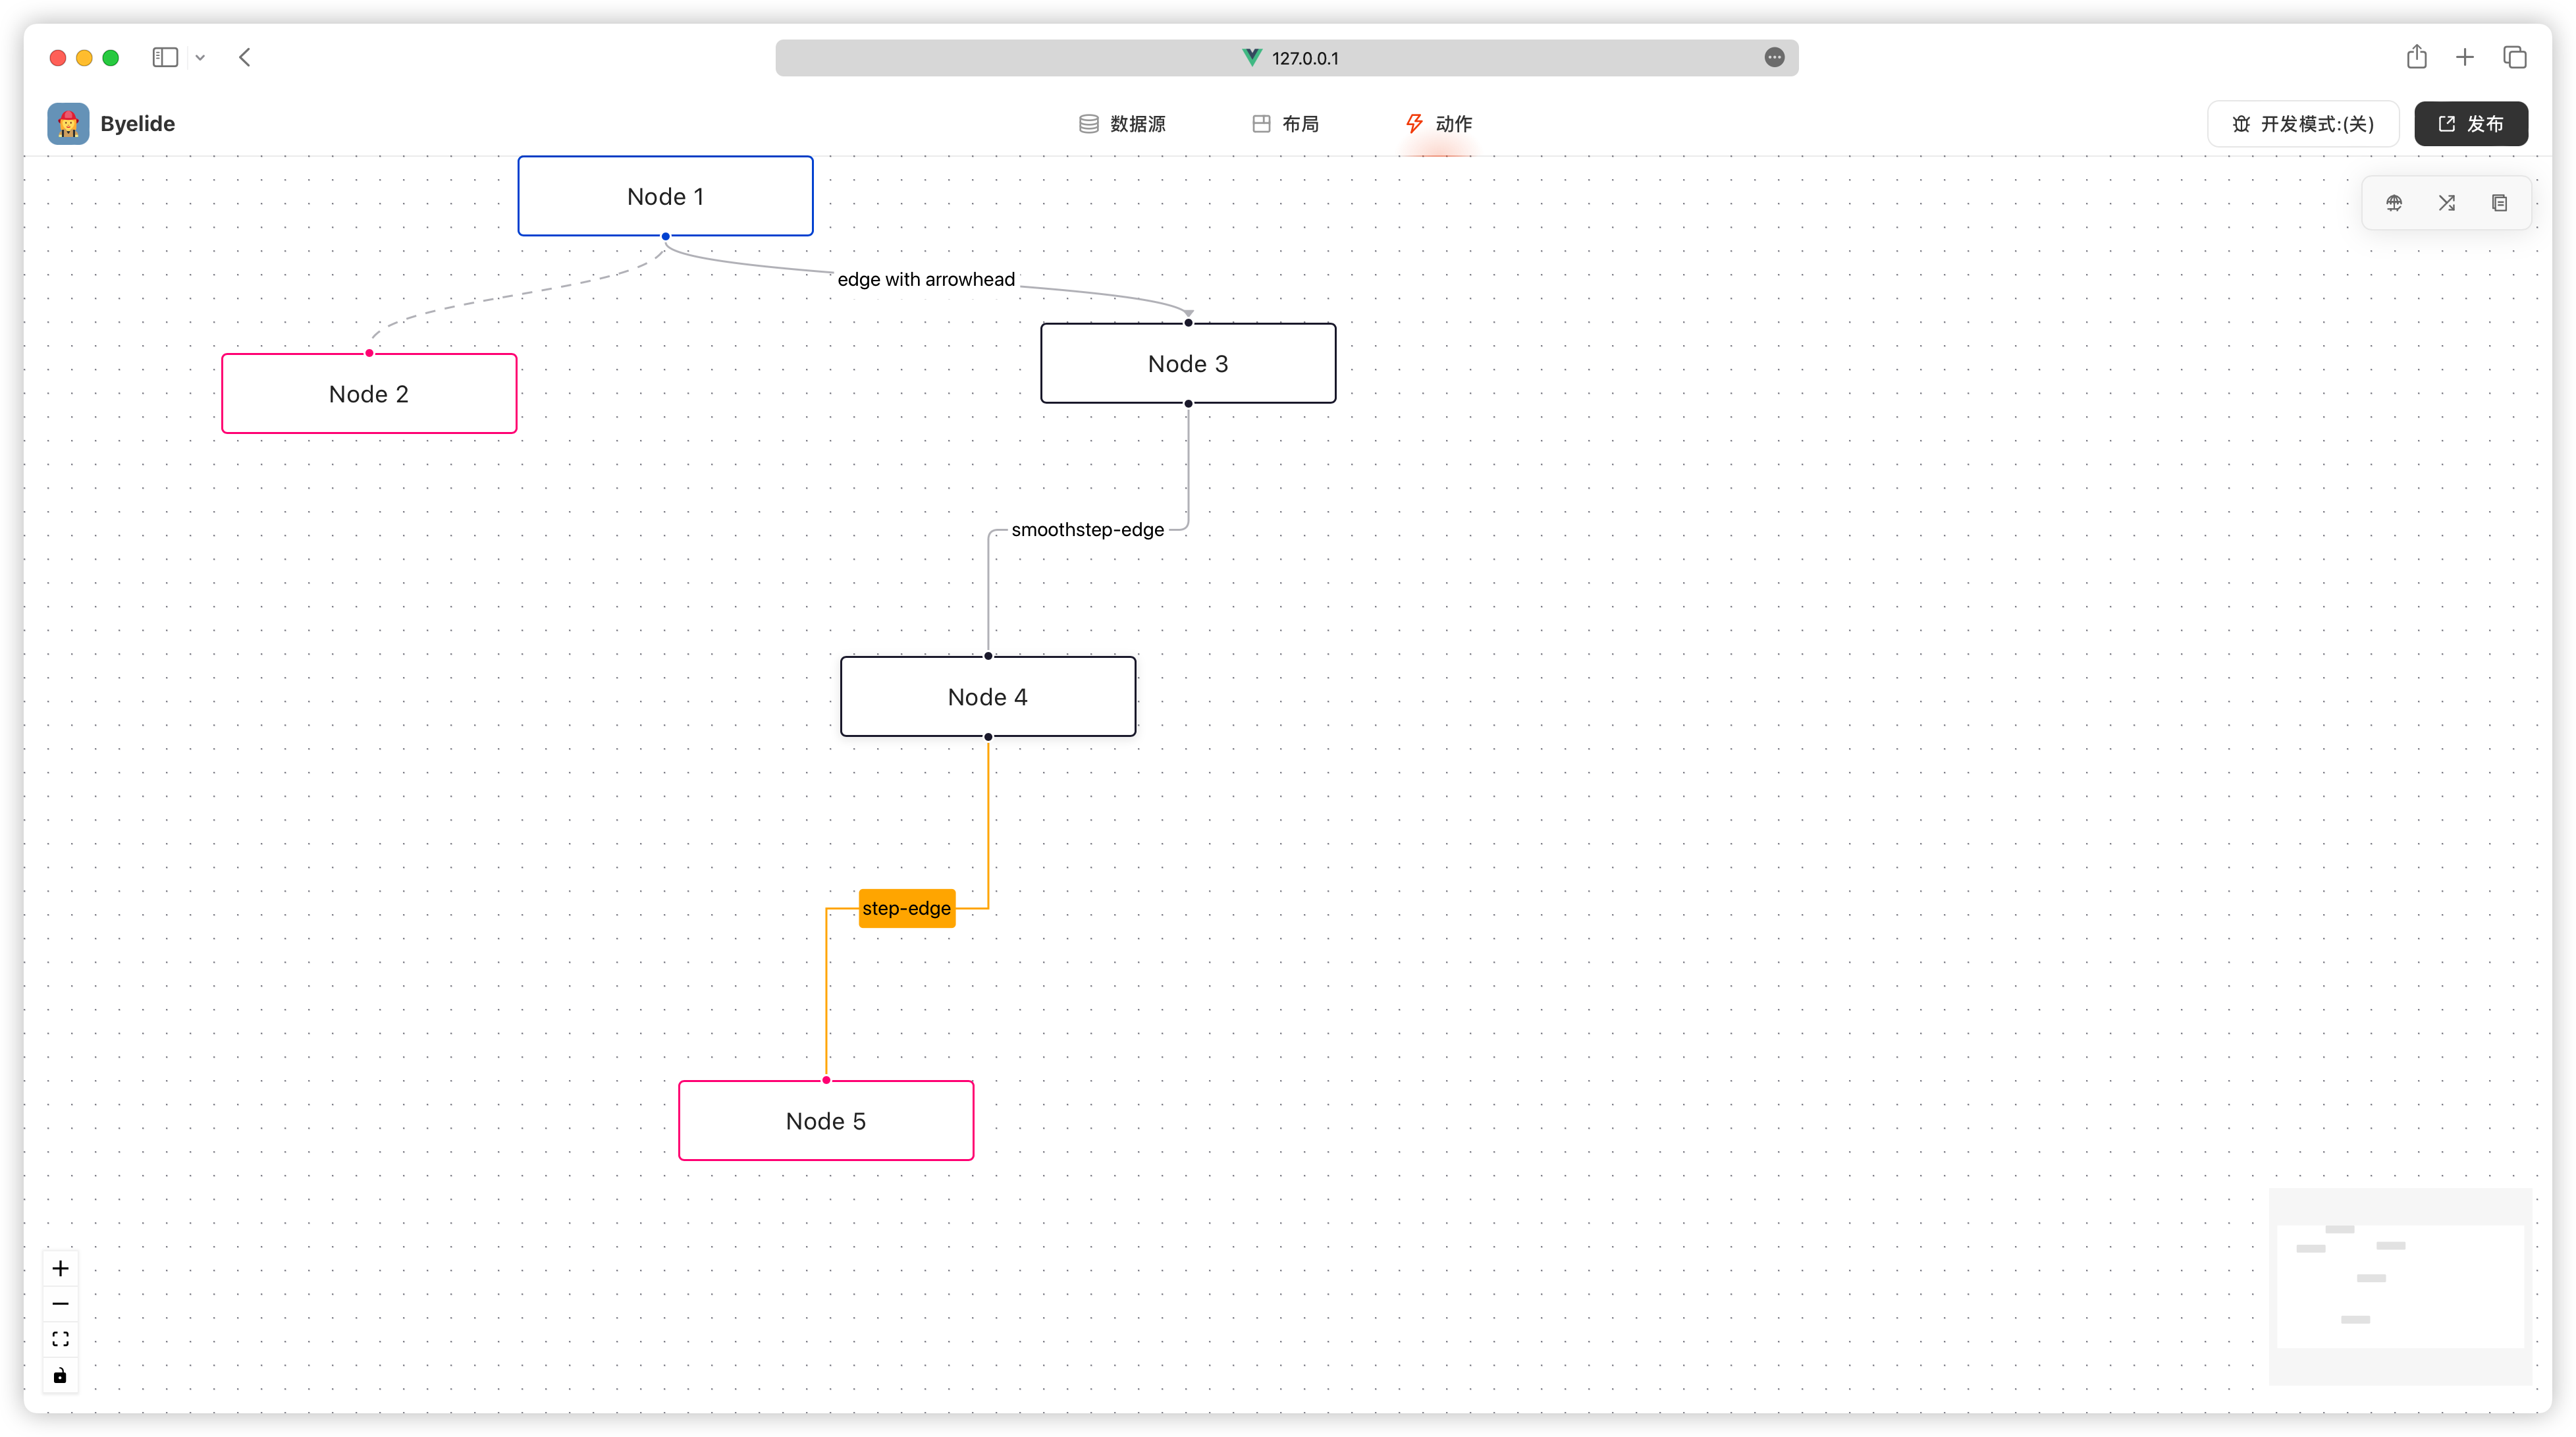 127.0.0.1
Byelide
数据源
布局
动作
开发模式:(关)
发布
Node 1
edge with arrowhead
Node 3
Node 2
smoothstep-edge
Node 4
step-edge
Node 5